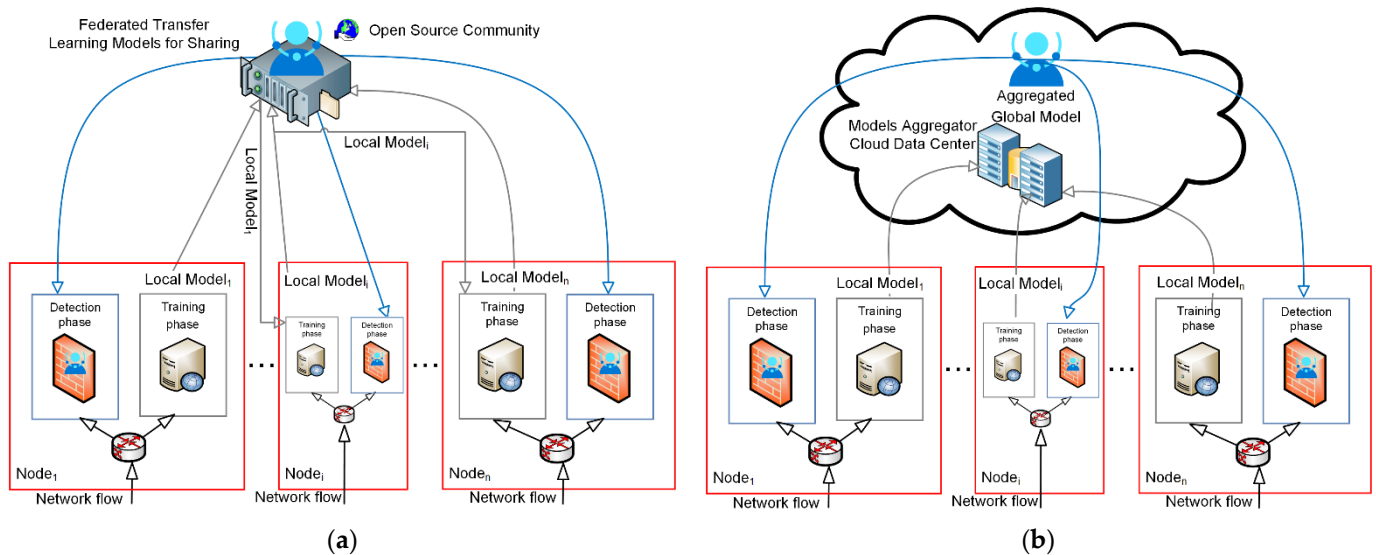 Federated Transfer
Learning Models for Sharing
Open Source Community
Local Modelᵢ
Local Model₁
Local Model₁
Local Modelᵢ
Local Modelₙ
Detection
phase
Training
phase
Training
phase
Detection
phase
Training
phase
Detection
phase
...
...
Node₁
Nodeᵢ
Nodeₙ
Network flow
Network flow
Network flow
(a)
Aggregated
Global Model
Models Aggregator
Cloud Data Center
Local Model₁
Local Modelᵢ
Local Modelₙ
Detection
phase
Training
phase
Training
phase
Detection
phase
Training
phase
Detection
phase
...
...
Node₁
Nodeᵢ
Nodeₙ
Network flow
Network flow
Network flow
(b)